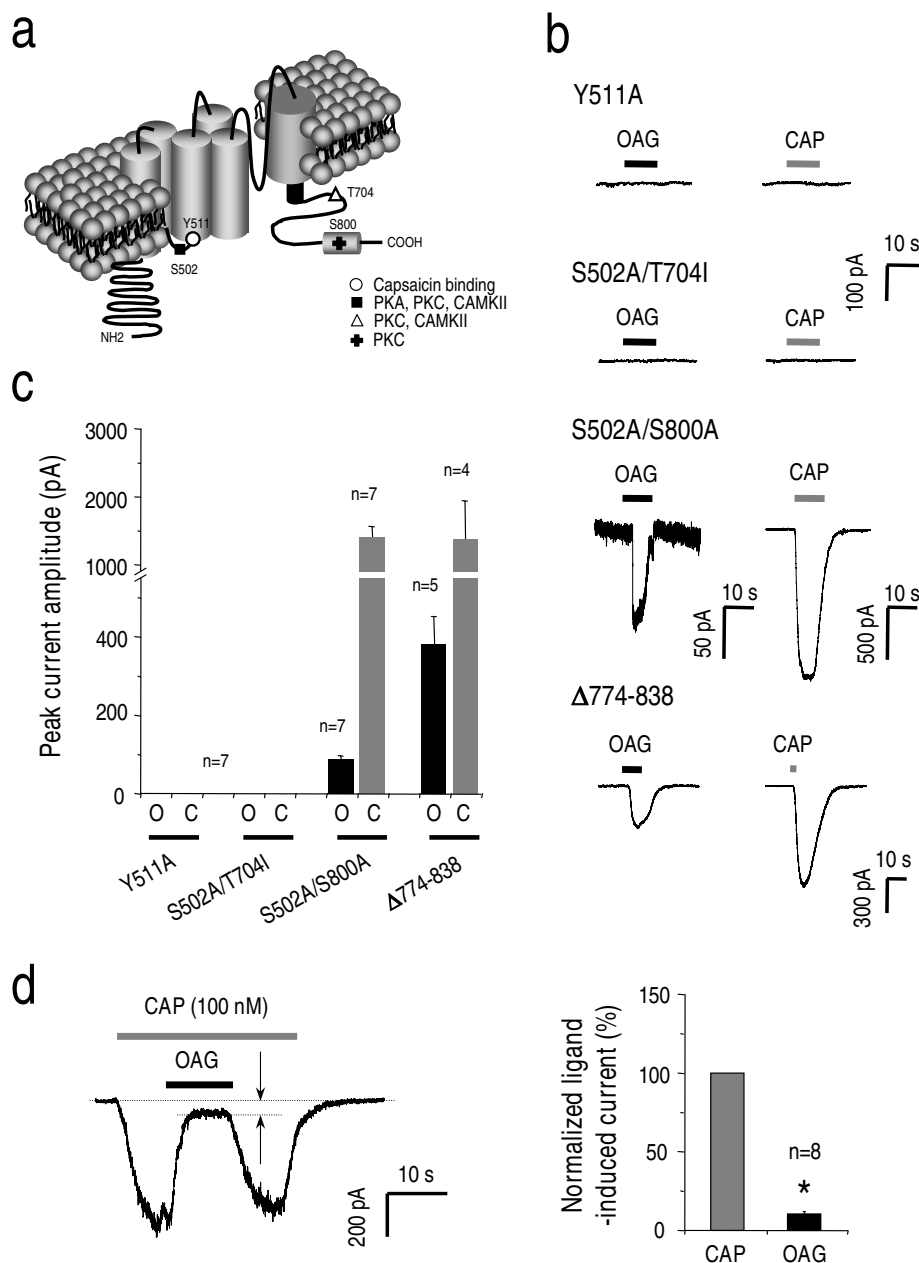 a
T704
Y511
S800
COOH
S502
NH2
Capsaicin binding
PKA, PKC, CAMKII
PKC, CAMKII
PKC
b
Y511A
OAG CAP
10 s
100 pA
S502A/T704I
OAG CAP
S502A/S800A
OAG CAP
10 s
50 pA
10 s
500 pA
Δ774-838
OAG CAP
10 s
300 pA
c
Peak current amplitude (pA)
3000
2000
1000
400
200
0
n=7
n=7
n=7
n=5
n=4
O C O C O C O C
Y511A
S502A/T704I
S502A/S800A
Δ774-838
d
CAP (100 nM)
OAG
10 s
200 pA
Normalized ligand
-induced current (%)
150
100
50
0
n=8
*
CAP OAG